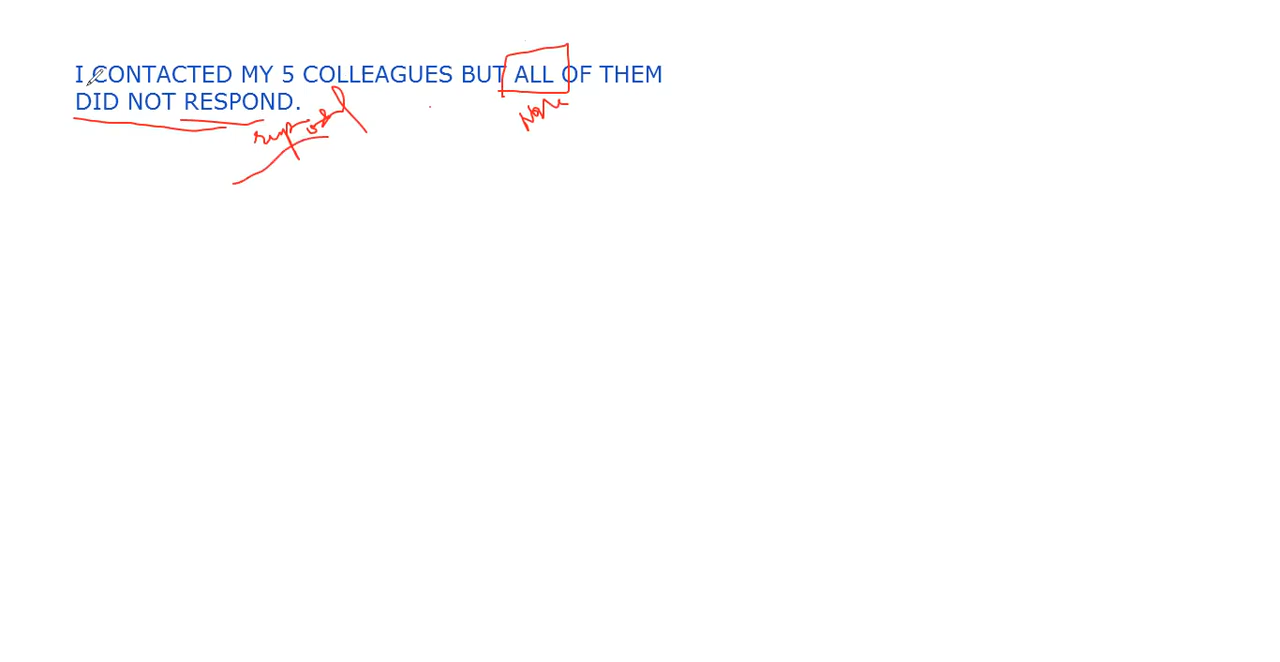 I CONTACTED MY 5 COLLEAGUES BUT ALL OF THEM
DID NOT RESPOND.
None